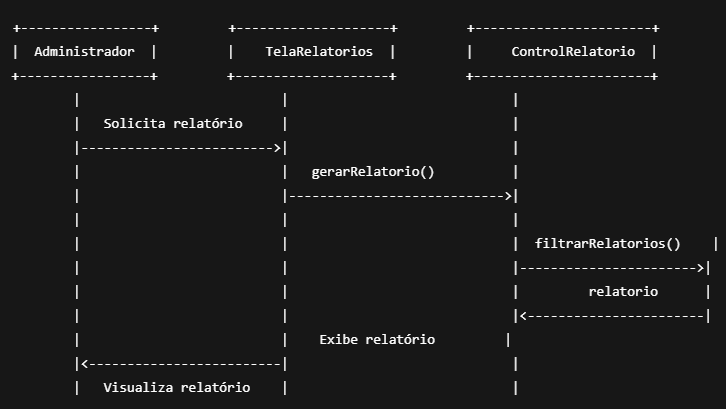 Administrador TelaRelatorios ControlRelatorio
Solicita relatório
gerarRelatorio()
filtrarRelatorios()
relatorio
Exibe relatório
Visualiza relatório